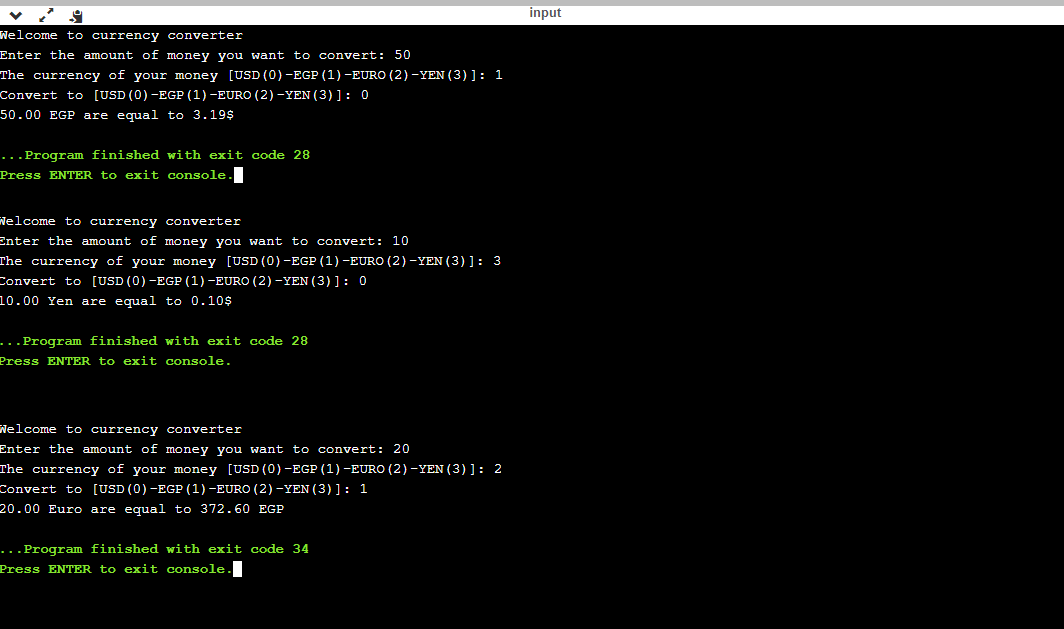 input
Welcome to currency converter
Enter the amount of money you want to convert: 50
The currency of your money [USD(0)-EGP(1)-EURO(2)-YEN(3)]: 1
Convert to [USD(0)-EGP(1)-EURO(2)-YEN(3)]: 0
50.00 EGP are equal to 3.19$
...Program finished with exit code 28
Press ENTER to exit console.
Welcome to currency converter
Enter the amount of money you want to convert: 10
The currency of your money [USD(0)-EGP(1)-EURO(2)-YEN(3)]: 3
Convert to [USD(0)-EGP(1)-EURO(2)-YEN(3)]: 0
10.00 Yen are equal to 0.10$
...Program finished with exit code 28
Press ENTER to exit console.
Welcome to currency converter
Enter the amount of money you want to convert: 20
The currency of your money [USD(0)-EGP(1)-EURO(2)-YEN(3)]: 2
Convert to [USD(0)-EGP(1)-EURO(2)-YEN(3)]: 1
20.00 Euro are equal to 372.60 EGP
...Program finished with exit code 34
Press ENTER to exit console.